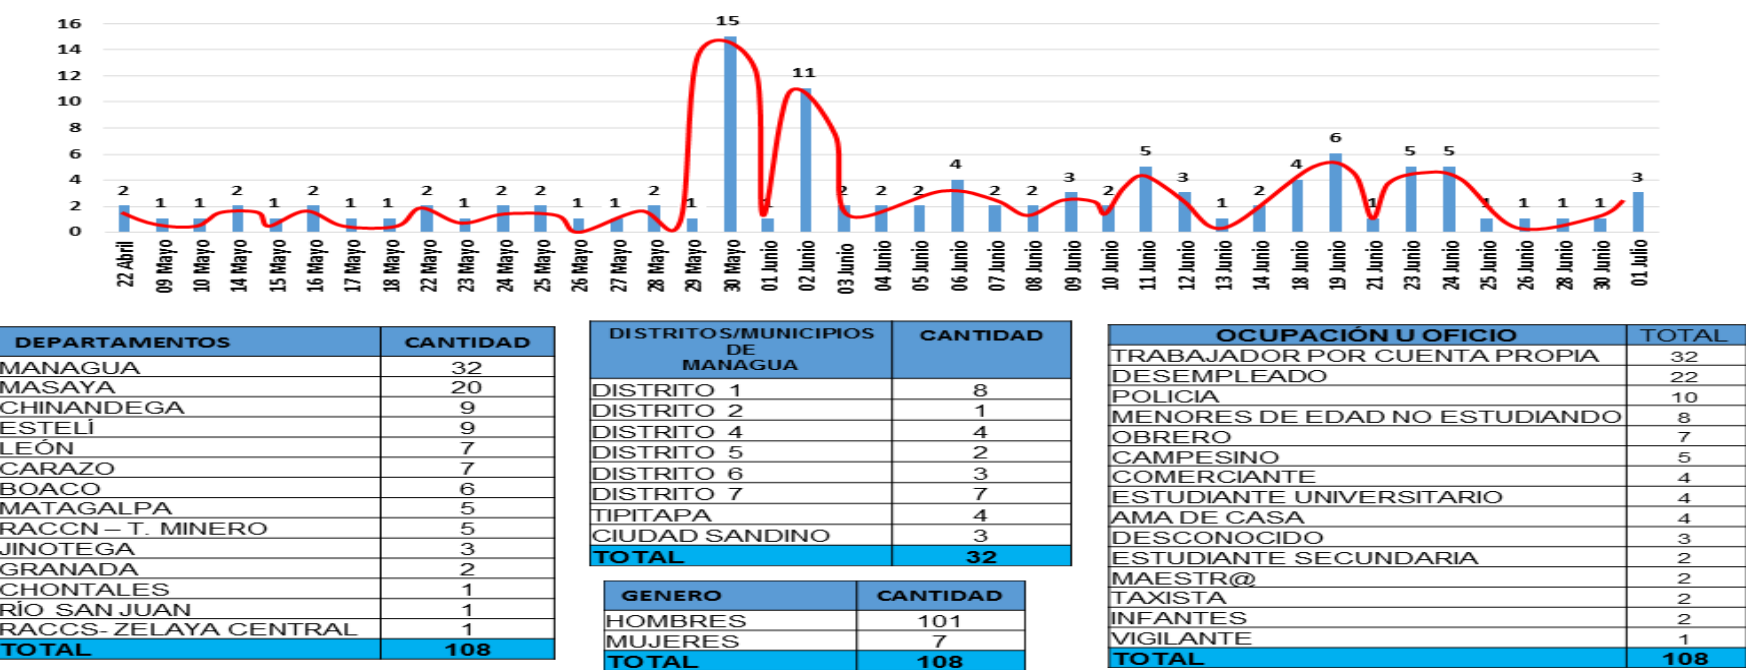 16
14
12
10
8
6
4
2
0
2 1 1 2 1 2 1 1 2 1 2 2 1 1 2 1 15 1 11 2 2 2 4 2 2 3 2 5 3 1 2 4 6 1 5 5 1 1 1 1 3
22 Abril
09 Mayo
10 Mayo
14 Mayo
15 Mayo
16 Mayo
17 Mayo
18 Mayo
22 Mayo
23 Mayo
24 Mayo
25 Mayo
26 Mayo
27 Mayo
28 Mayo
29 Mayo
30 Mayo
01 Junio
02 Junio
03 Junio
04 Junio
05 Junio
06 Junio
07 Junio
08 Junio
09 Junio
10 Junio
11 Junio
12 Junio
13 Junio
14 Junio
18 Junio
19 Junio
21 Junio
23 Junio
24 Junio
25 Junio
26 Junio
28 Junio
30 Junio
01 Julio
DEPARTAMENTOS CANTIDAD
MANAGUA 32
MASAYA 20
CHINANDEGA 9
ESTELÍ 9
LEÓN 7
CARAZO 7
BOACO 6
MATAGALPA 5
RACCN – T. MINERO 5
JINOTEGA 3
GRANADA 2
CHONTALES 1
RÍO SAN JUAN 1
RACCS- ZELAYA CENTRAL 1
TOTAL 108
DISTRITOS/MUNICIPIOS CANTIDAD
DE
MANAGUA
DISTRITO 1 8
DISTRITO 2 1
DISTRITO 4 4
DISTRITO 5 2
DISTRITO 6 3
DISTRITO 7 7
TIPITAPA 4
CIUDAD SANDINO 3
TOTAL 32
GENERO CANTIDAD
HOMBRES 101
MUJERES 7
TOTAL 108
OCUPACIÓN U OFICIO TOTAL
TRABAJADOR POR CUENTA PROPIA 32
DESEMPLEADO 22
POLICIA 10
MENORES DE EDAD NO ESTUDIANDO 8
OBRERO 7
CAMPESINO 5
COMERCIANTE 4
ESTUDIANTE UNIVERSITARIO 4
AMA DE CASA 4
DESCONOCIDO 3
ESTUDIANTE SECUNDARIA 2
MAESTR@ 2
TAXISTA 2
INFANTES 2
VIGILANTE 1
TOTAL 108